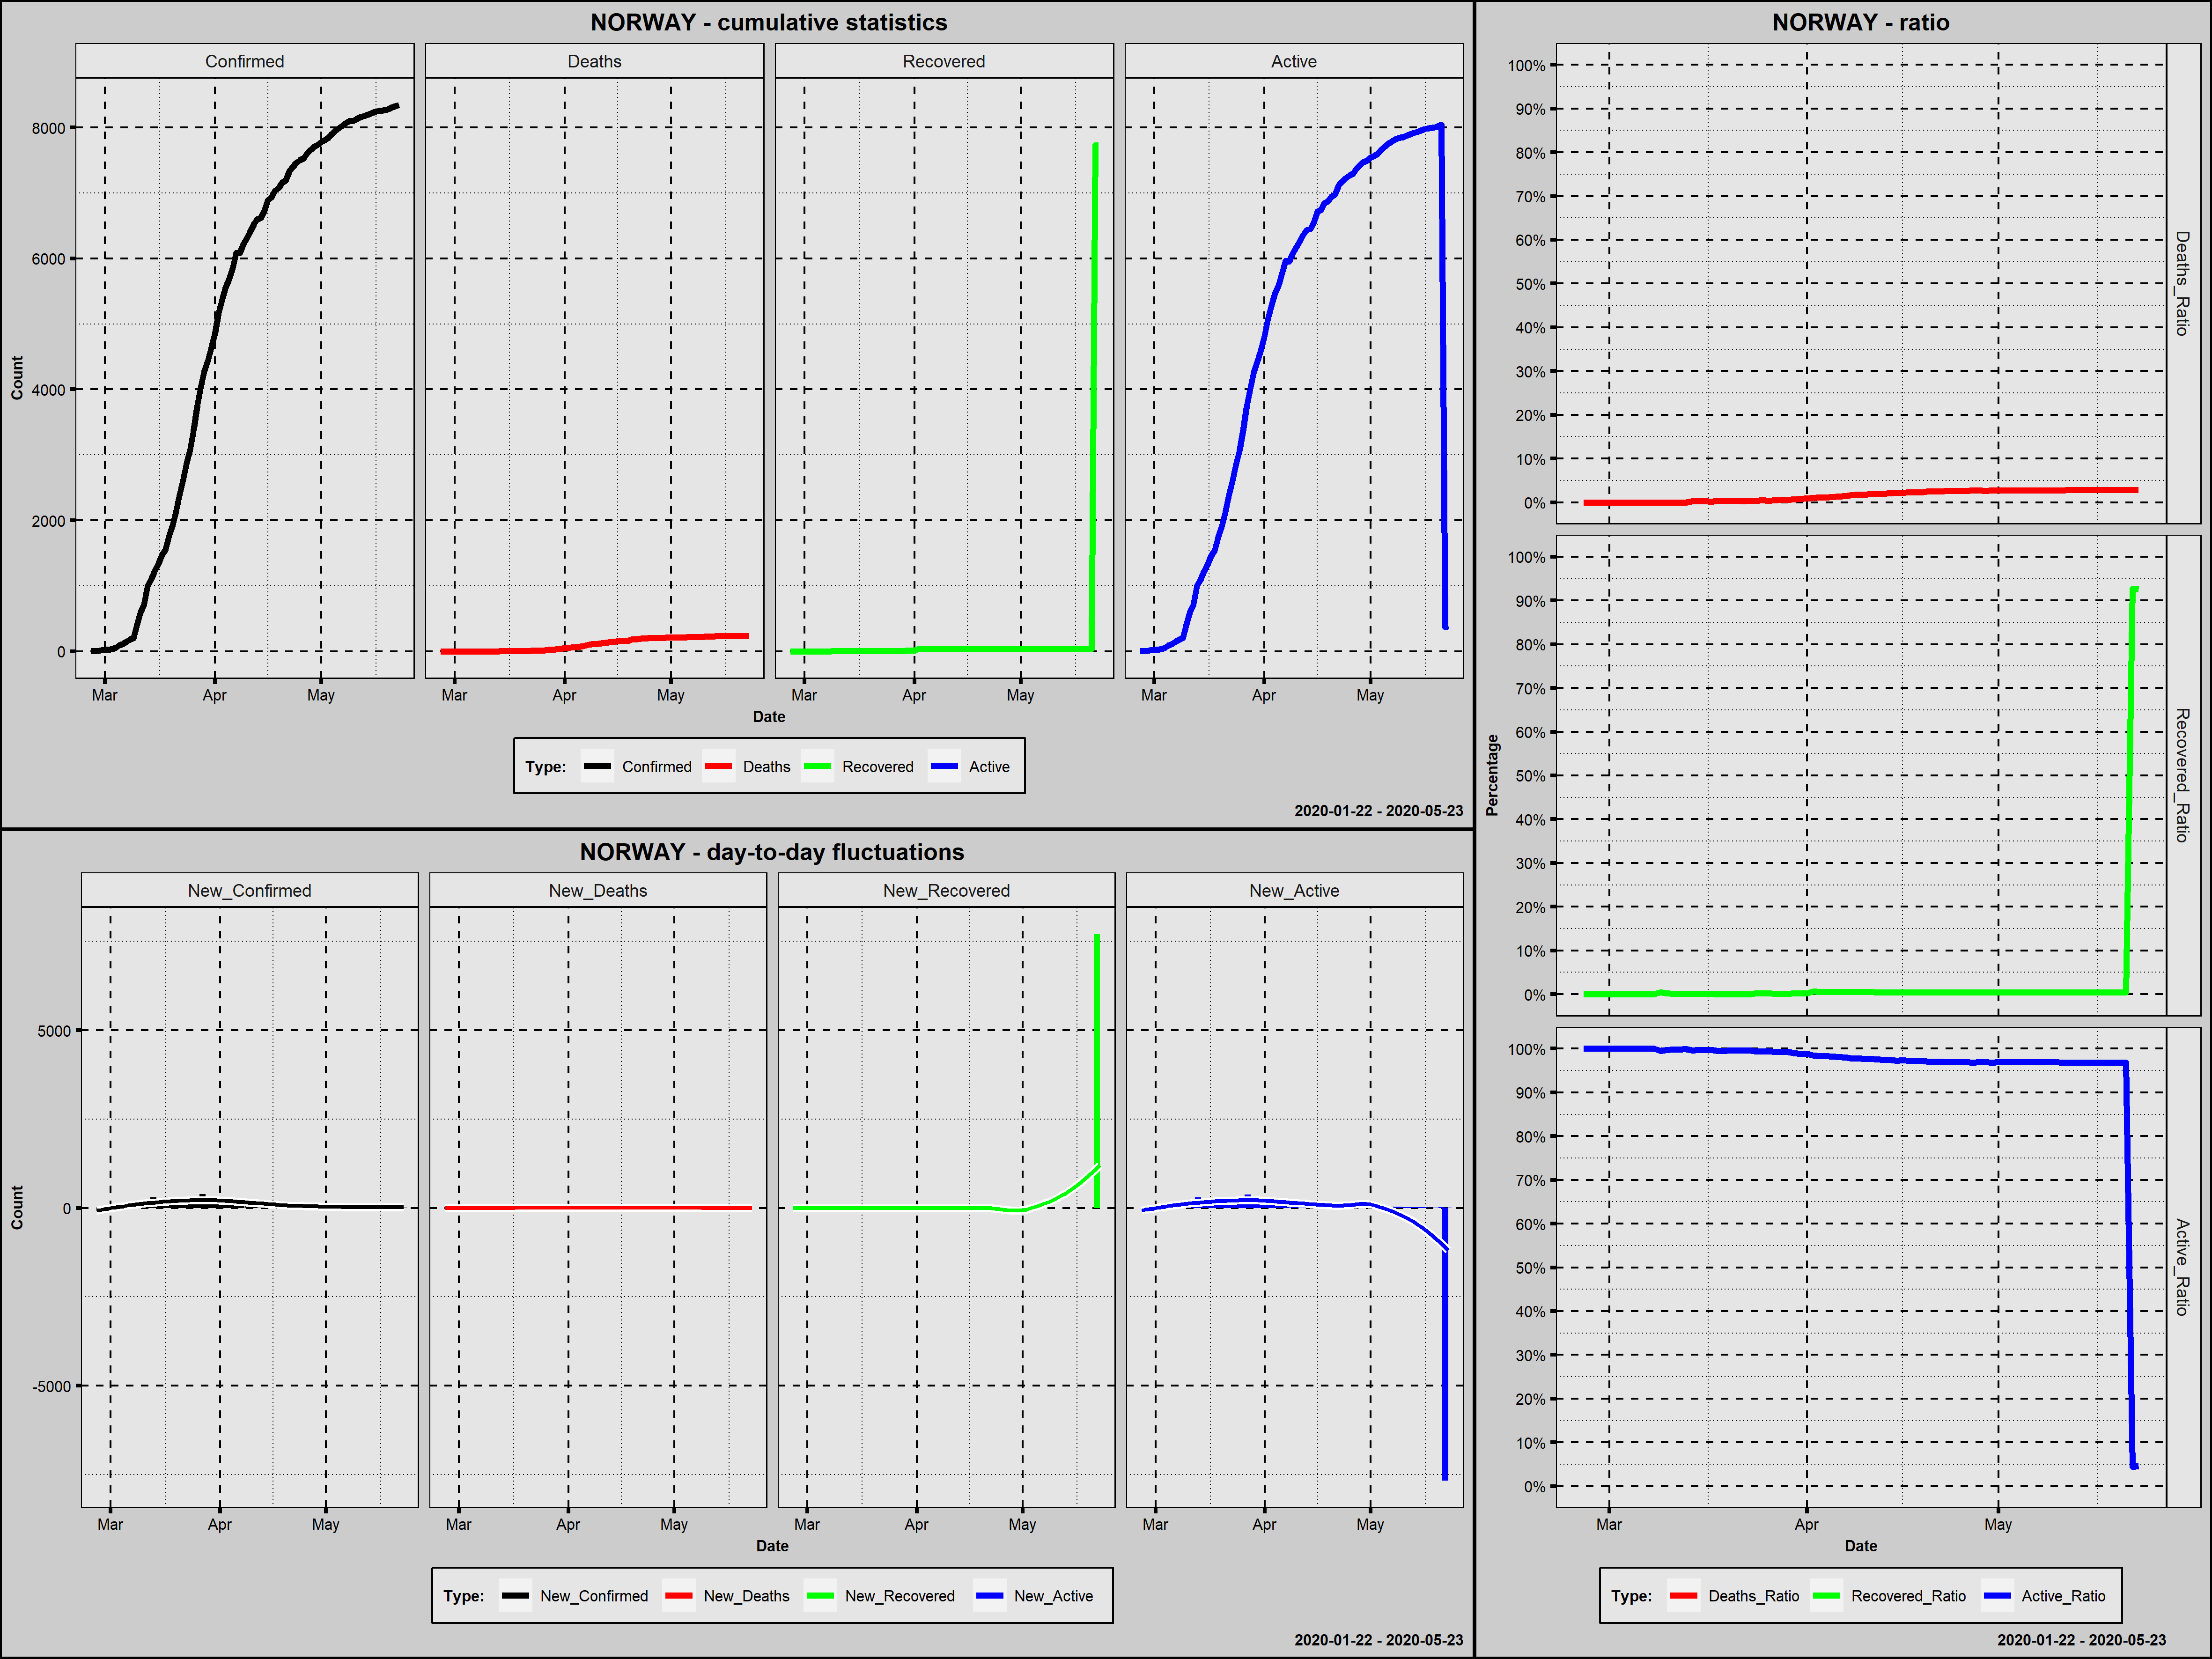 NORWAY - cumulative statistics
Confirmed Deaths Recovered Active
Count
8000
6000
4000
2000
0
Mar Apr May Mar Apr May Mar Apr May Mar Apr May
Date
Type: Confirmed Deaths Recovered Active
2020-01-22 - 2020-05-23
NORWAY - day-to-day fluctuations
New_Confirmed New_Deaths New_Recovered New_Active
Count
5000
0
-5000
Mar Apr May Mar Apr May Mar Apr May Mar Apr May
Date
Type: New_Confirmed New_Deaths New_Recovered New_Active
2020-01-22 - 2020-05-23
NORWAY - ratio
Percentage
100%
90%
80%
70%
60%
50%
40%
30%
20%
10%
0%
Deaths_Ratio
100%
90%
80%
70%
60%
50%
40%
30%
20%
10%
0%
Recovered_Ratio
100%
90%
80%
70%
60%
50%
40%
30%
20%
10%
0%
Active_Ratio
Mar Apr May
Date
Type: Deaths_Ratio Recovered_Ratio Active_Ratio
2020-01-22 - 2020-05-23